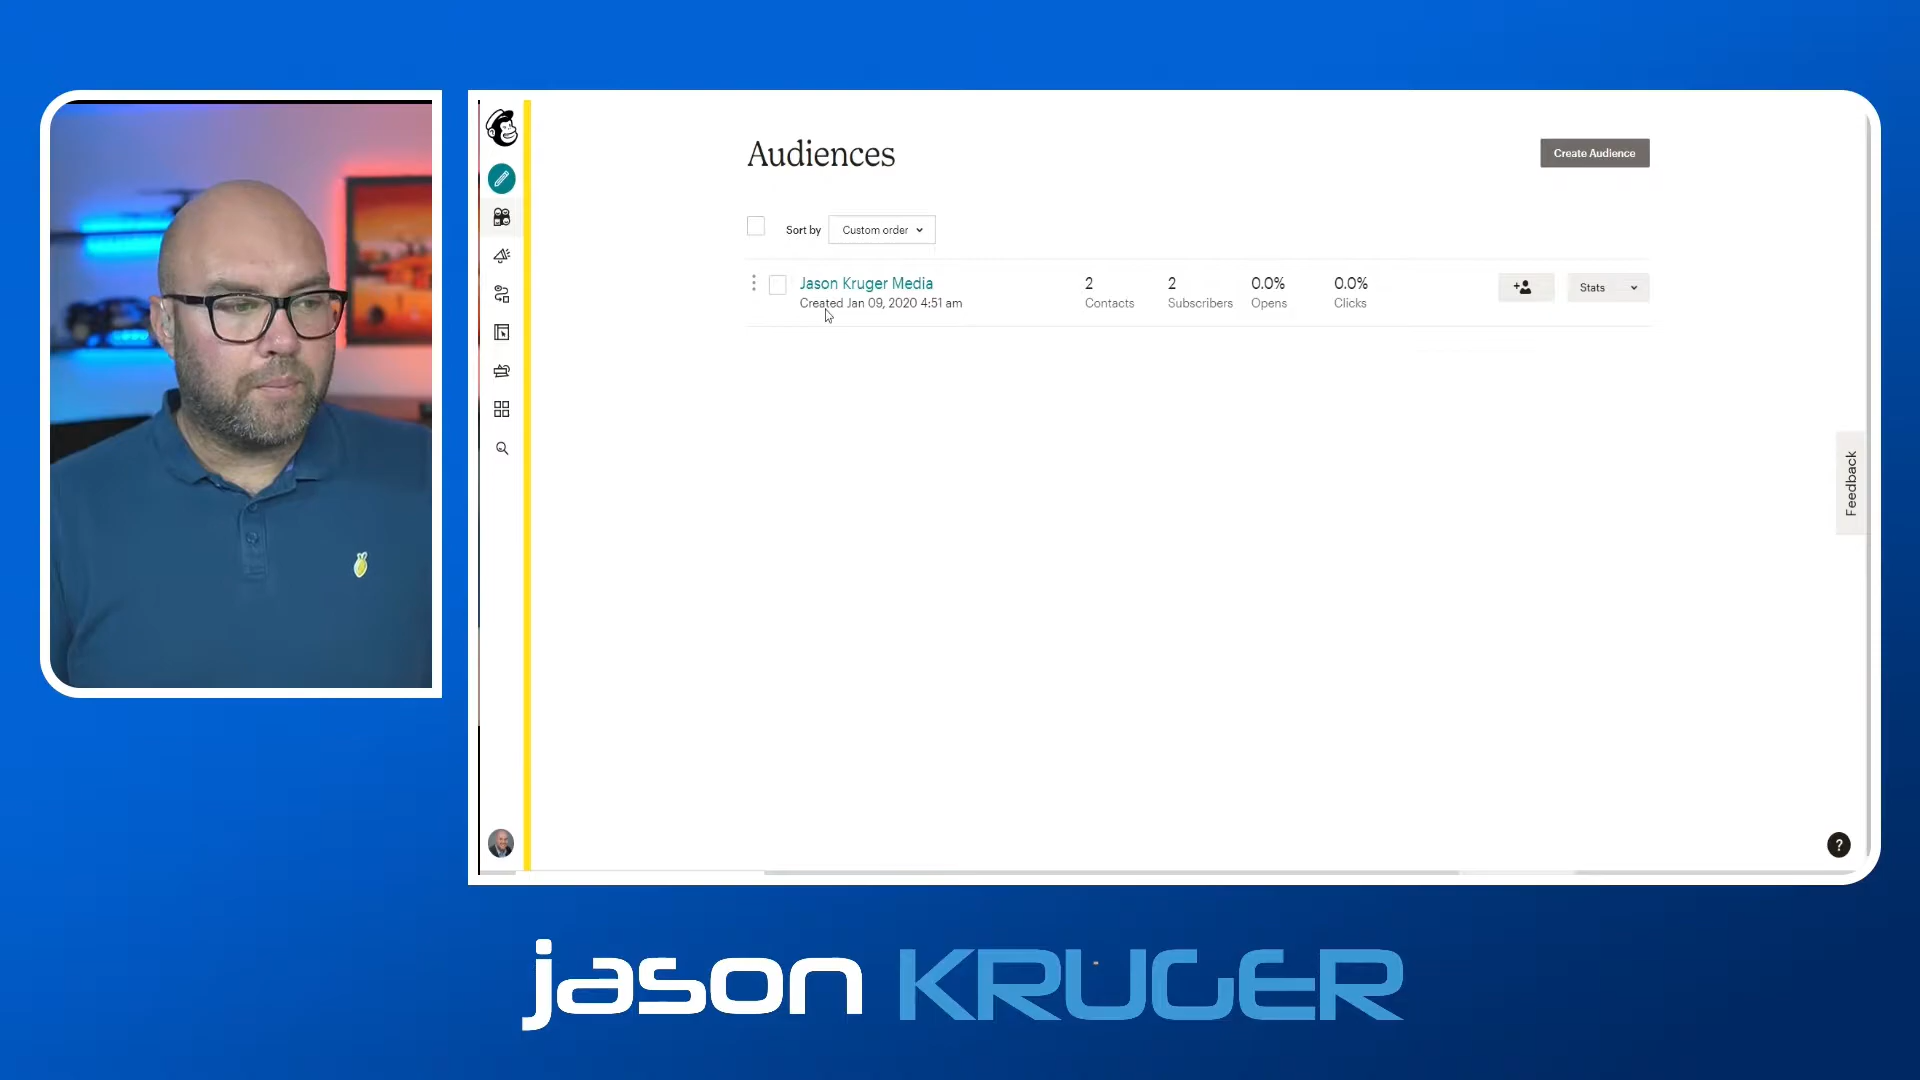 Audiences
Create Audience
Sort by
Custom order
Jason Kruger Media
Created Jan 09, 2020 4:51 am
2
Contacts
2
Subscribers
0.0%
Opens
0.0%
Clicks
Stats
Feedback
?
jason KRUGER